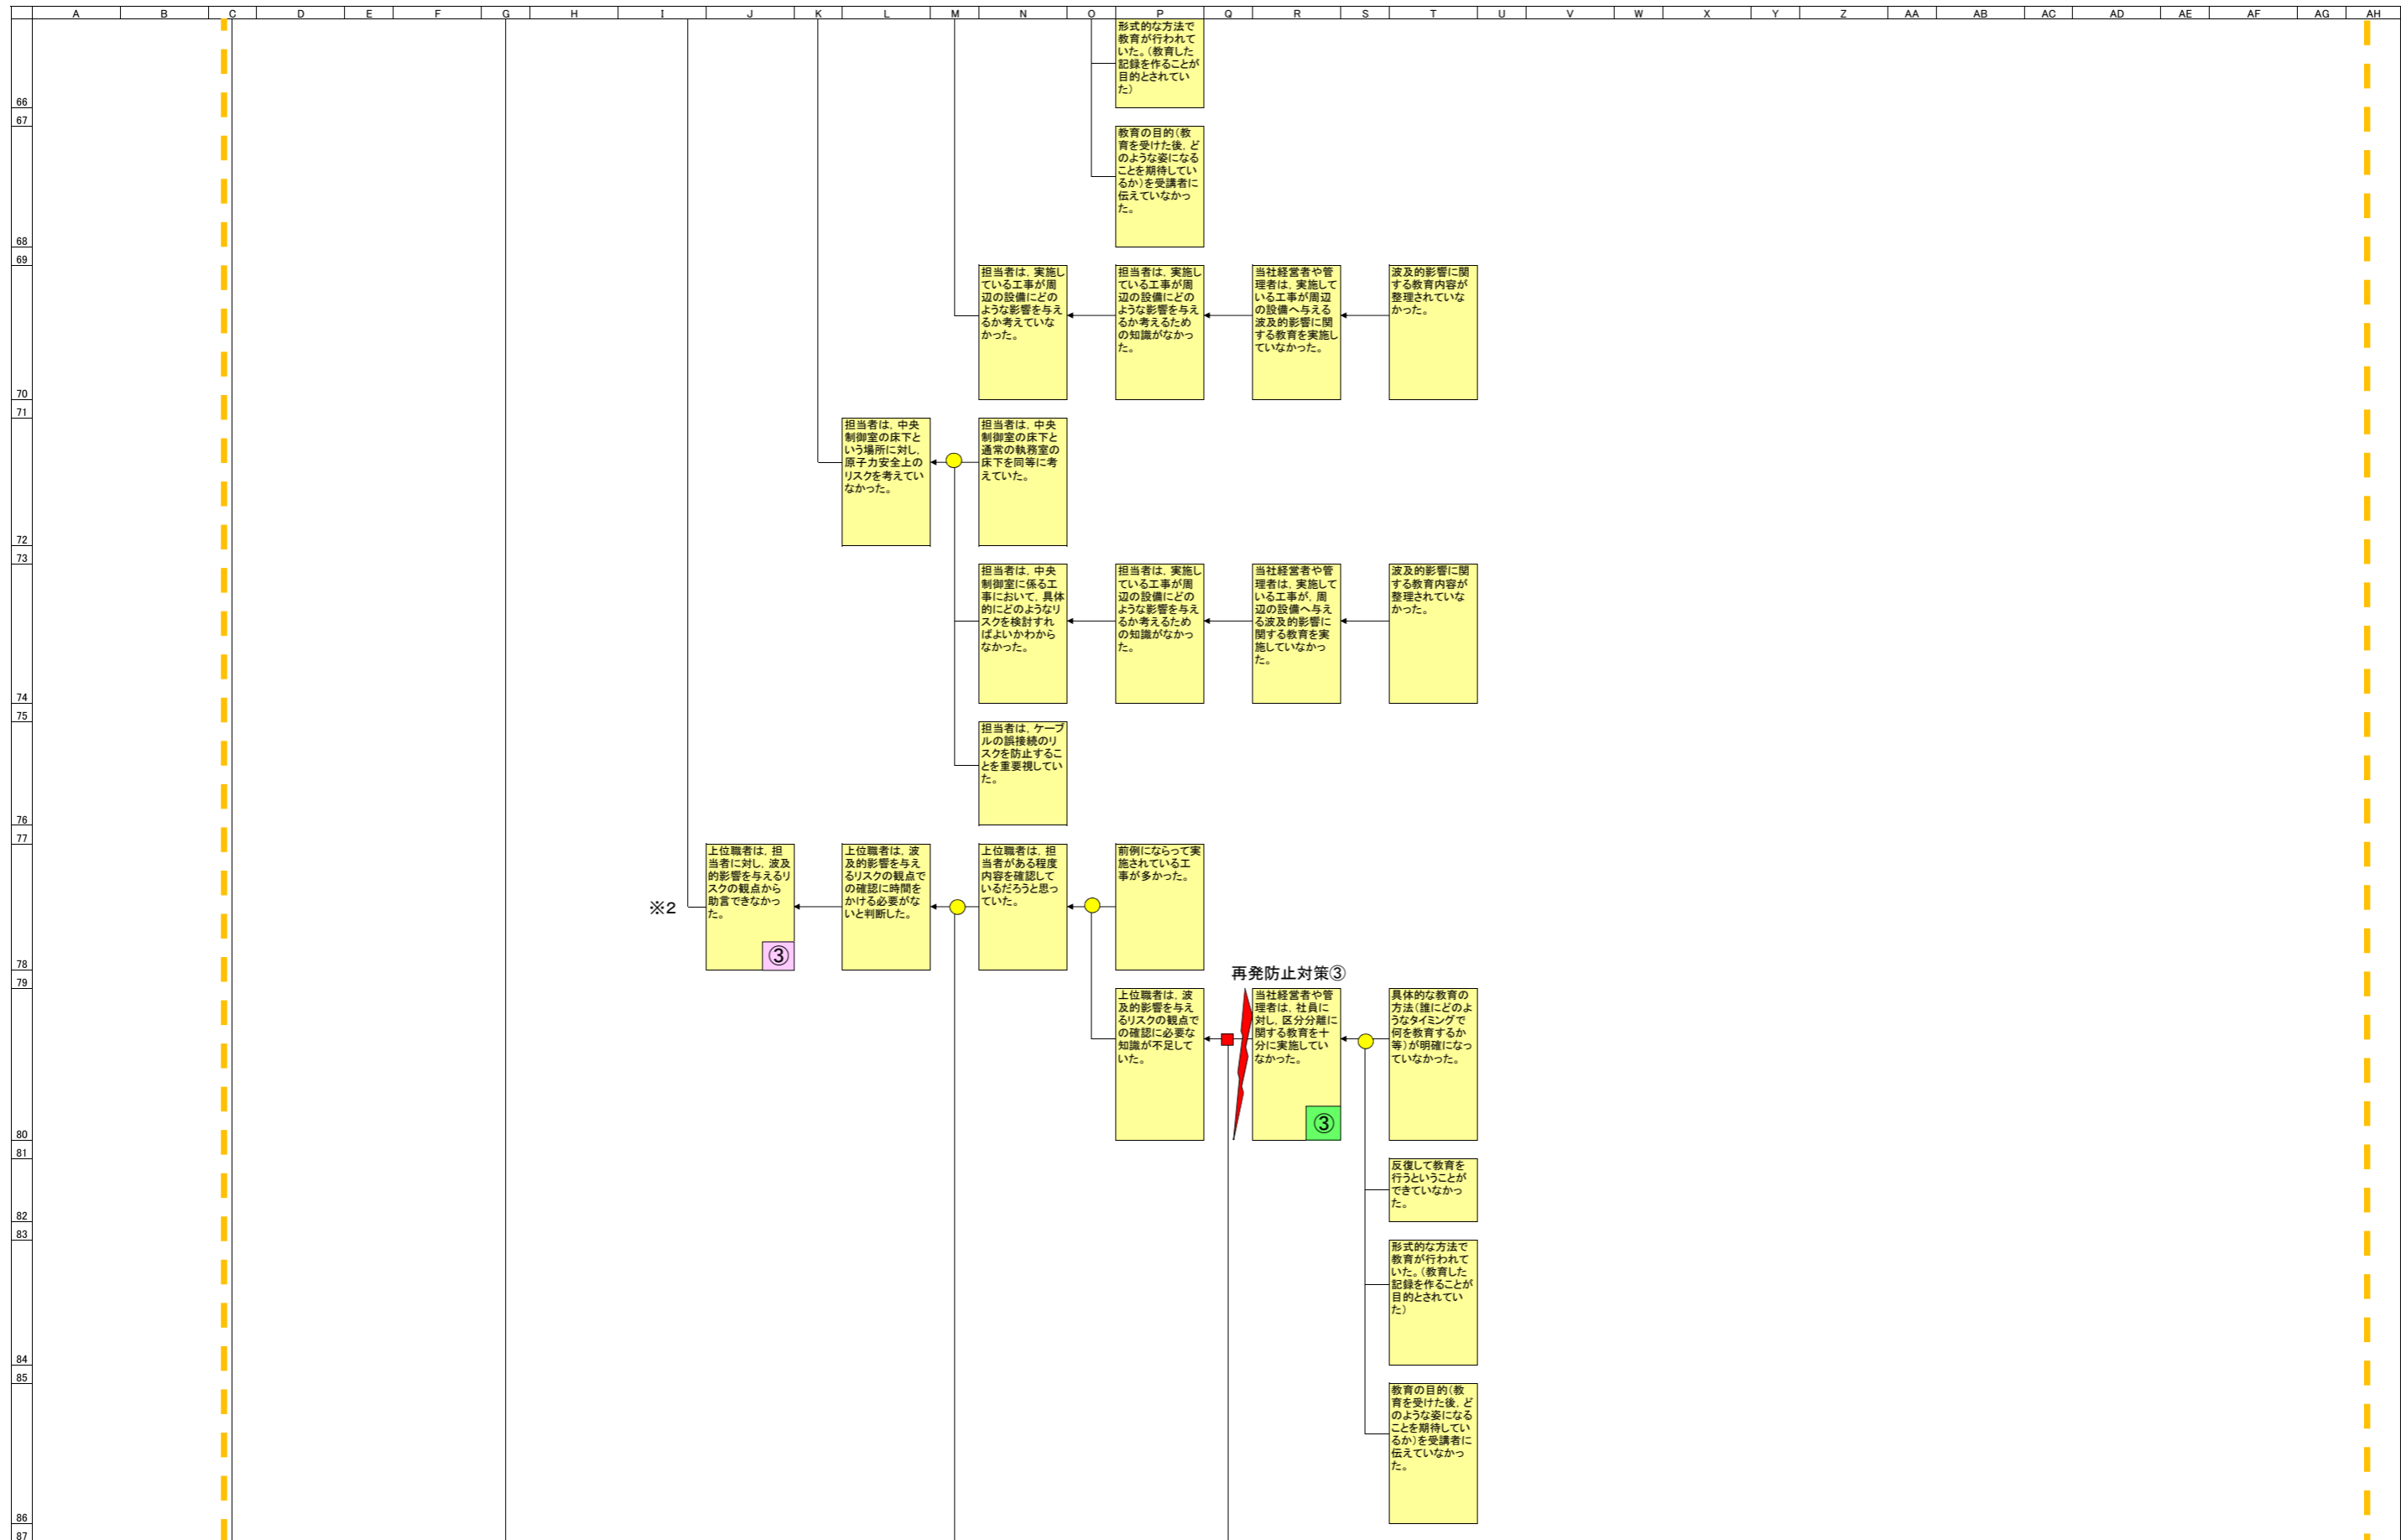 A B C D E F G H I J K L M N O P Q R S T U V W X Y Z AA AB AC AD AE AF AG AH
形式的な方法で
教育が行われて
いた。（教育した
記録を作ることが
目的とされてい
た）
66
67
教育の目的（教
育を受けた後，ど
のような姿になる
ことを期待してい
るか）を受講者に
伝えていなかっ
た。
68
69
担当者は，実施し
ている工事が周
辺の設備にどの
ような影響を与え
るか考えていな
かった。
担当者は，実施し
ている工事が周
辺の設備にどの
ような影響を与え
るか考えるため
の知識がなかっ
た。
当社経営者や管
理者は，実施して
いる工事が周辺
の設備へ与える
波及的影響に関
する教育を実施し
ていなかった。
波及的影響に関
する教育内容が
整理されていな
かった。
70
71
担当者は，中央
制御室の床下と
いう場所に対し，
原子力安全上の
リスクを考えてい
なかった。
担当者は，中央
制御室の床下と
通常の執務室の
床下を同等に考
えていた。
72
73
担当者は，中央
制御室に係る工
事において，具体
的にどのようなリ
スクを検討すれ
ばよいかわから
なかった。
担当者は，実施し
ている工事が周
辺の設備にどの
ような影響を与え
るか考えるため
の知識がなかっ
た。
当社経営者や管
理者は，実施して
いる工事が，周
辺の設備へ与え
る波及的影響に
関する教育を実
施していなかっ
た。
波及的影響に関
する教育内容が
整理されていな
かった。
74
75
担当者は，ケーブ
ルの誤接続のリ
スクを防止するこ
とを重要視してい
た。
76
77
※2
上位職者は，担
当者に対し，波及
的影響を与えるリ
スクの観点から
助言できなかっ
た。
③
上位職者は，波
及的影響を与え
るリスクの観点で
の確認に時間を
かける必要がな
いと判断した。
上位職者は，担
当者がある程度
内容を確認して
いるだろうと思っ
ていた。
前例にならって実
施されている工
事が多かった。
78
79
再発防止対策③
上位職者は，波
及的影響を与え
るリスクの観点で
の確認に必要な
知識が不足して
いた。
当社経営者や管
理者は，社員に
対し，区分分離に
関する教育を十
分に実施してい
なかった。
③
具体的な教育の
方法（誰にどのよ
うなタイミングで
何を教育するか
等）が明確になっ
ていなかった。
80
81
反復して教育を
行うということが
できていなかっ
た。
82
83
形式的な方法で
教育が行われて
いた。（教育した
記録を作ることが
目的とされてい
た）
84
85
教育の目的（教
育を受けた後，ど
のような姿になる
ことを期待してい
るか）を受講者に
伝えていなかっ
た。
86
87